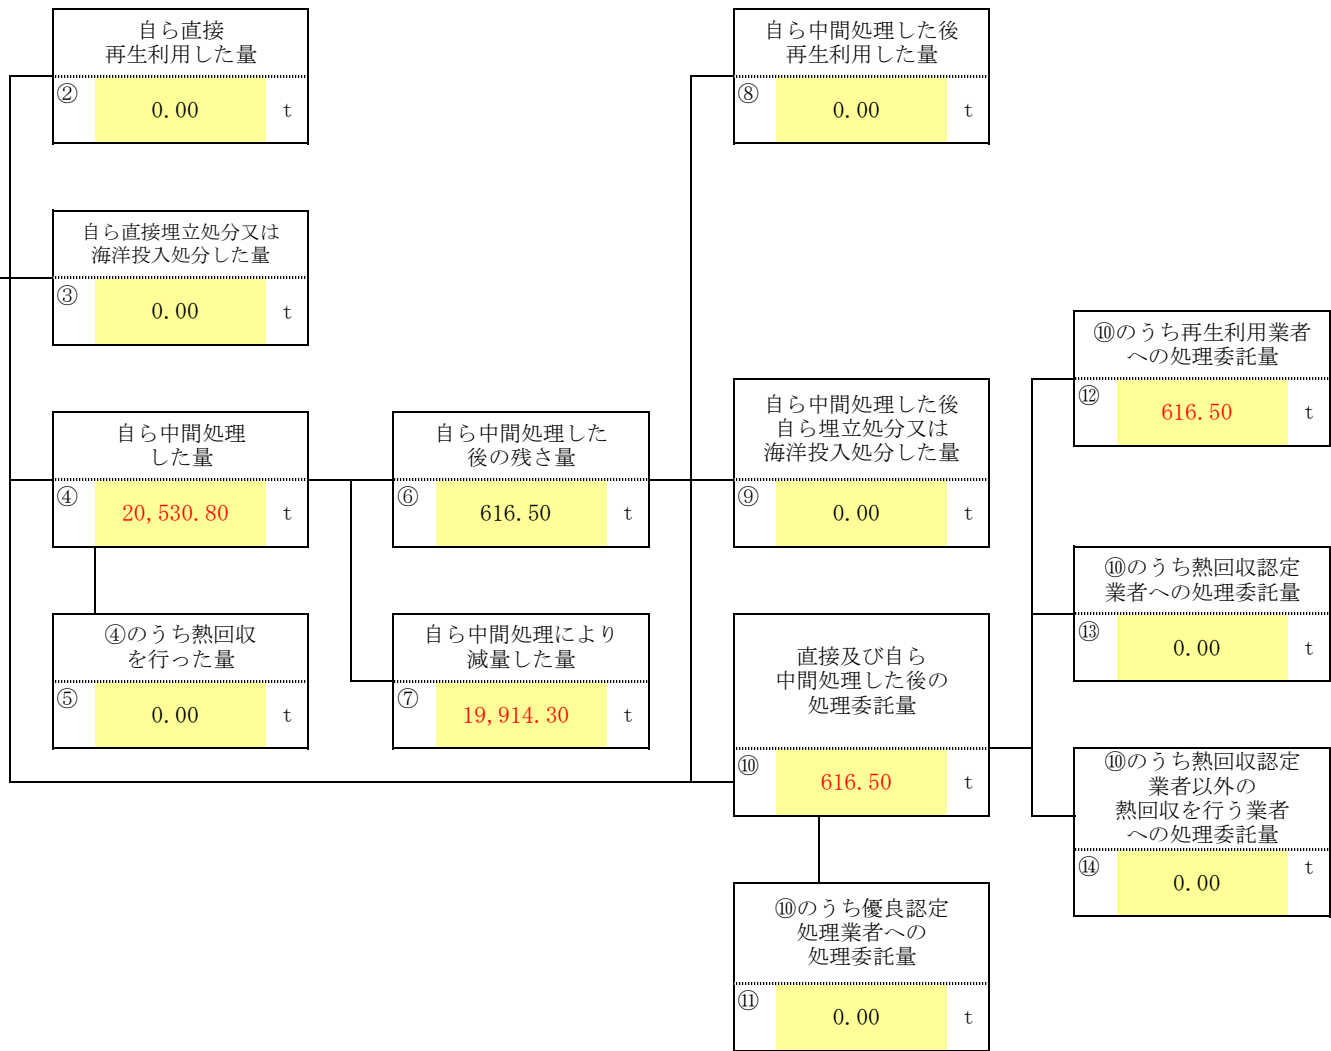 自ら直接
再生利用した量
② 0.00 t
自ら直接埋立処分又は
海洋投入処分した量
③ 0.00 t
自ら中間処理
した量
④ 20,530.80 t
④のうち熱回収
を行った量
⑤ 0.00 t
自ら中間処理した
後の残さ量
⑥ 616.50 t
自ら中間処理により
減量した量
⑦ 19,914.30 t
自ら中間処理した後
再生利用した量
⑧ 0.00 t
自ら中間処理した後
自ら埋立処分又は
海洋投入処分した量
⑨ 0.00 t
直接及び自ら
中間処理した後の
処理委託量
⑩ 616.50 t
⑩のうち優良認定
処理業者への
処理委託量
⑪ 0.00 t
⑩のうち再生利用業者
への処理委託量
⑫ 616.50 t
⑩のうち熱回収認定
業者への処理委託量
⑬ 0.00 t
⑩のうち熱回収認定
業者以外の
熱回収を行う業者
への処理委託量
⑭ 0.00 t